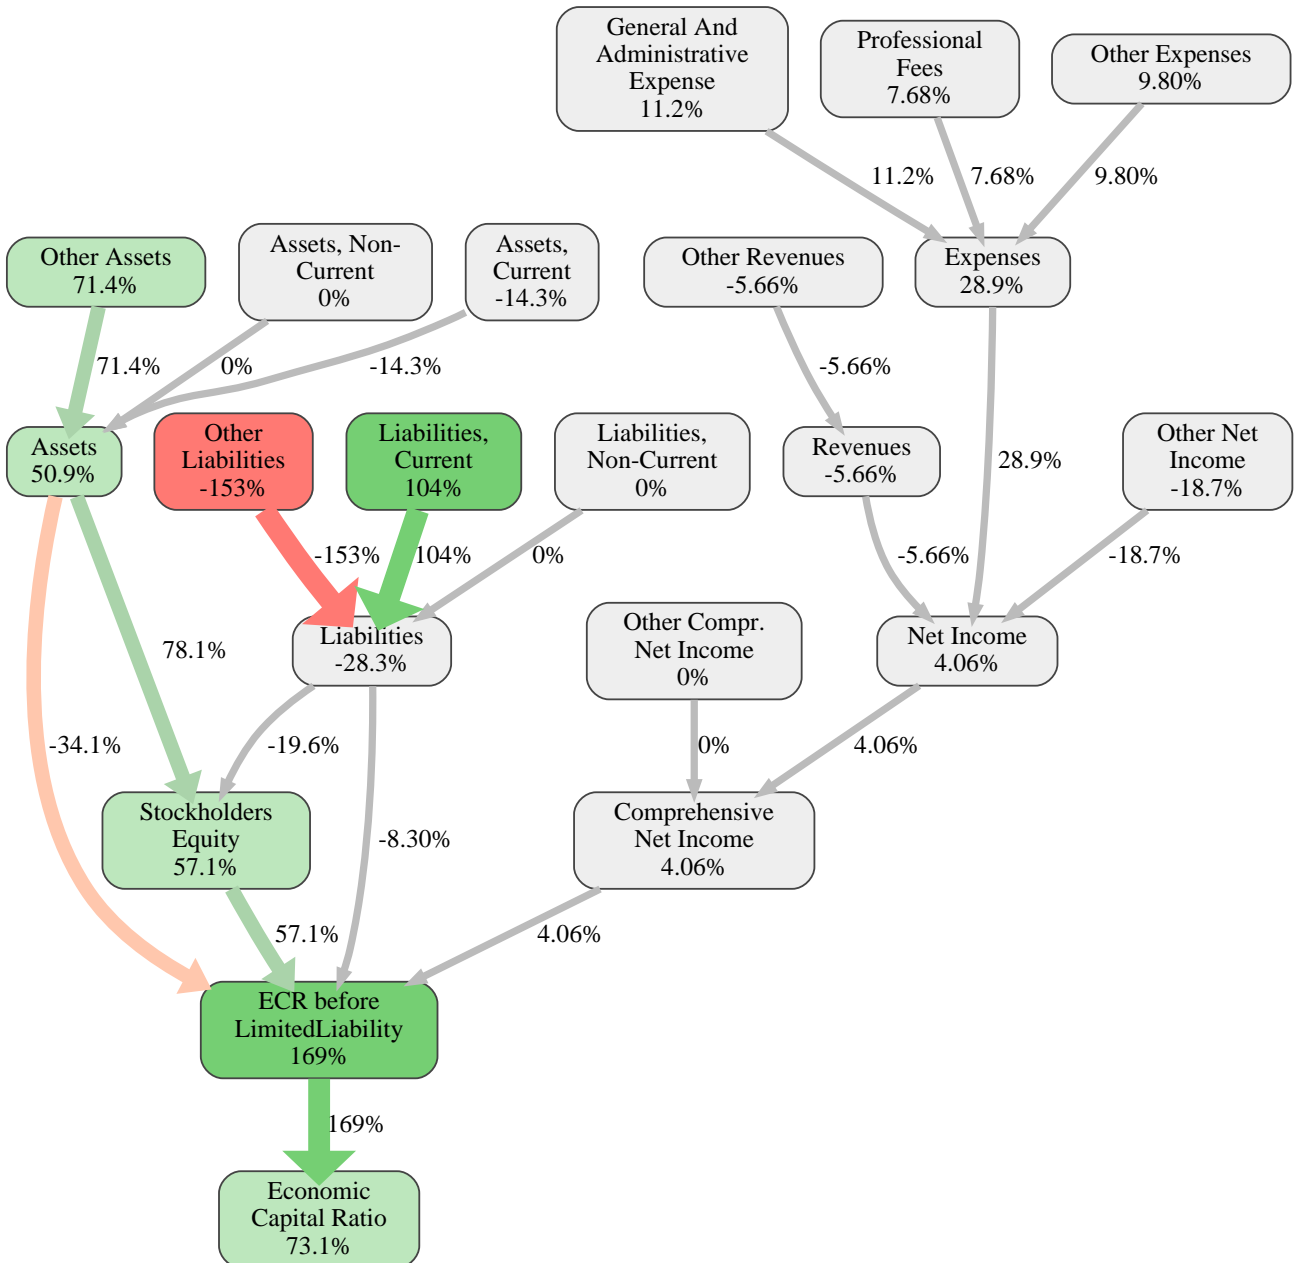 General And
Administrative
Expense
11.2%
Professional
Fees
7.68%
Other Expenses
9.80%
11.2%
7.68%
9.80%
Other Assets
71.4%
Assets, Non-
Current
0%
Assets,
Current
-14.3%
Other Revenues
-5.66%
Expenses
28.9%
71.4%
0%
-14.3%
-5.66%
Assets
50.9%
Other
Liabilities
-153%
Liabilities,
Current
104%
Liabilities,
Non-Current
0%
Revenues
-5.66%
28.9%
Other Net
Income
-18.7%
-153%
104%
0%
-5.66%
-18.7%
Liabilities
-28.3%
Other Compr.
Net Income
0%
Net Income
4.06%
78.1%
-34.1%
-19.6%
0%
4.06%
Stockholders
Equity
57.1%
-8.30%
Comprehensive
Net Income
4.06%
57.1%
4.06%
ECR before
LimitedLiability
169%
169%
Economic
Capital Ratio
73.1%